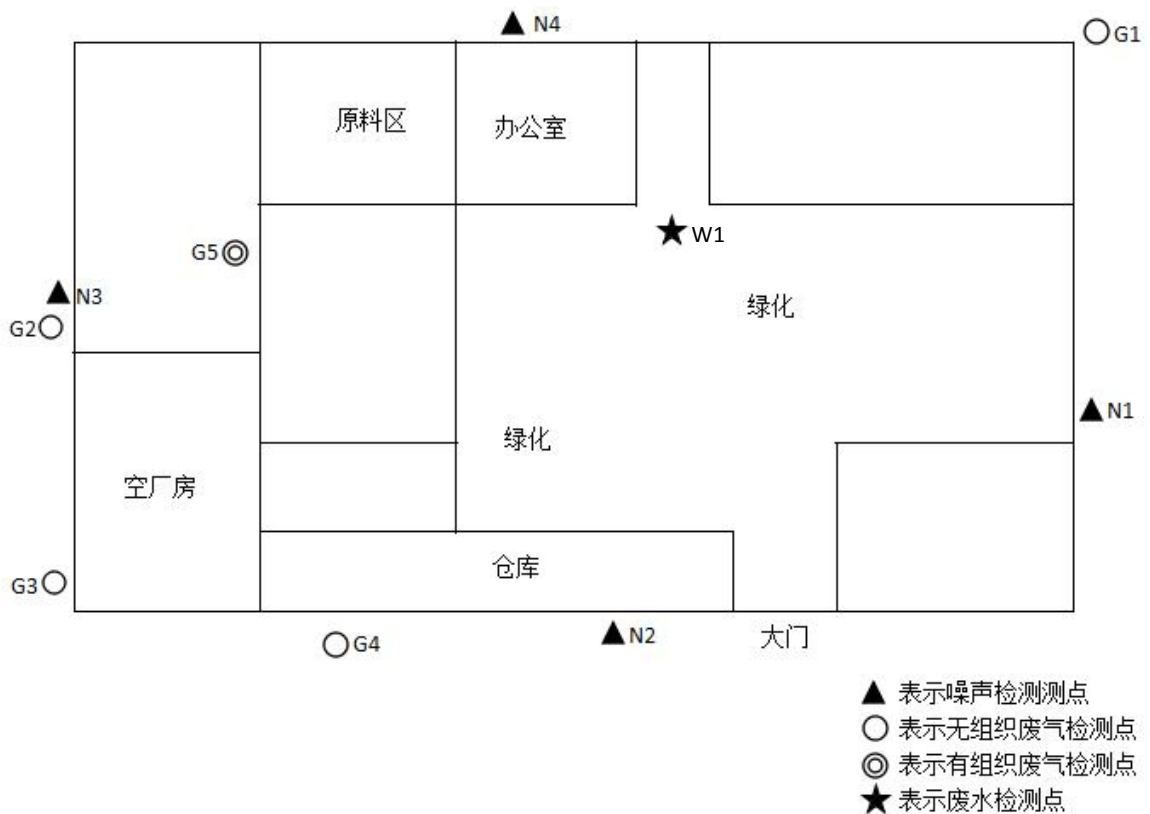 N4
G1
原料区
办公室
W1
G5
N3
绿化
G2
N1
绿化
空厂房
仓库
G3
N2
大门
G4
▲ 表示噪声检测测点
○ 表示无组织废气检测点
◎ 表示有组织废气检测点
★ 表示废水检测点